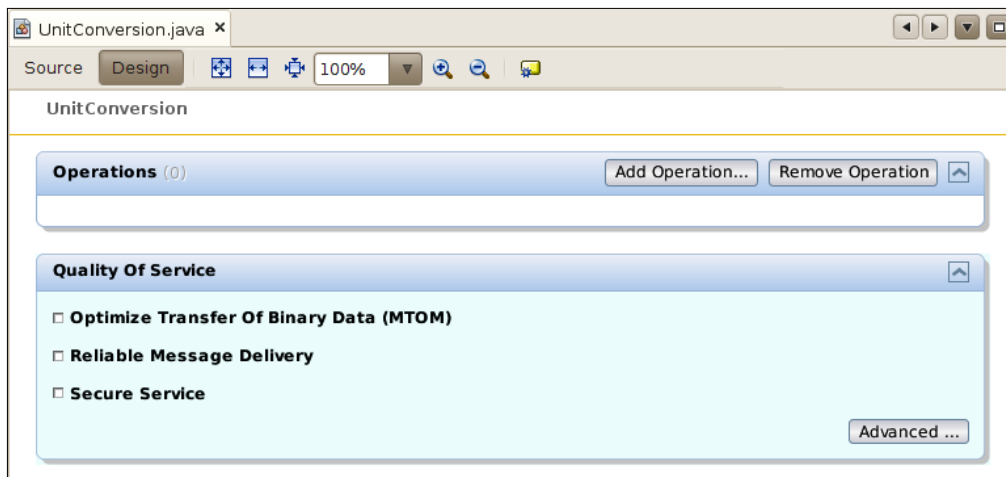 UnitConversion.java
Source Design 100%
UnitConversion
Operations (0) Add Operation... Remove Operation
Quality Of Service
Optimize Transfer Of Binary Data (MTOM)
Reliable Message Delivery
Secure Service
Advanced ...